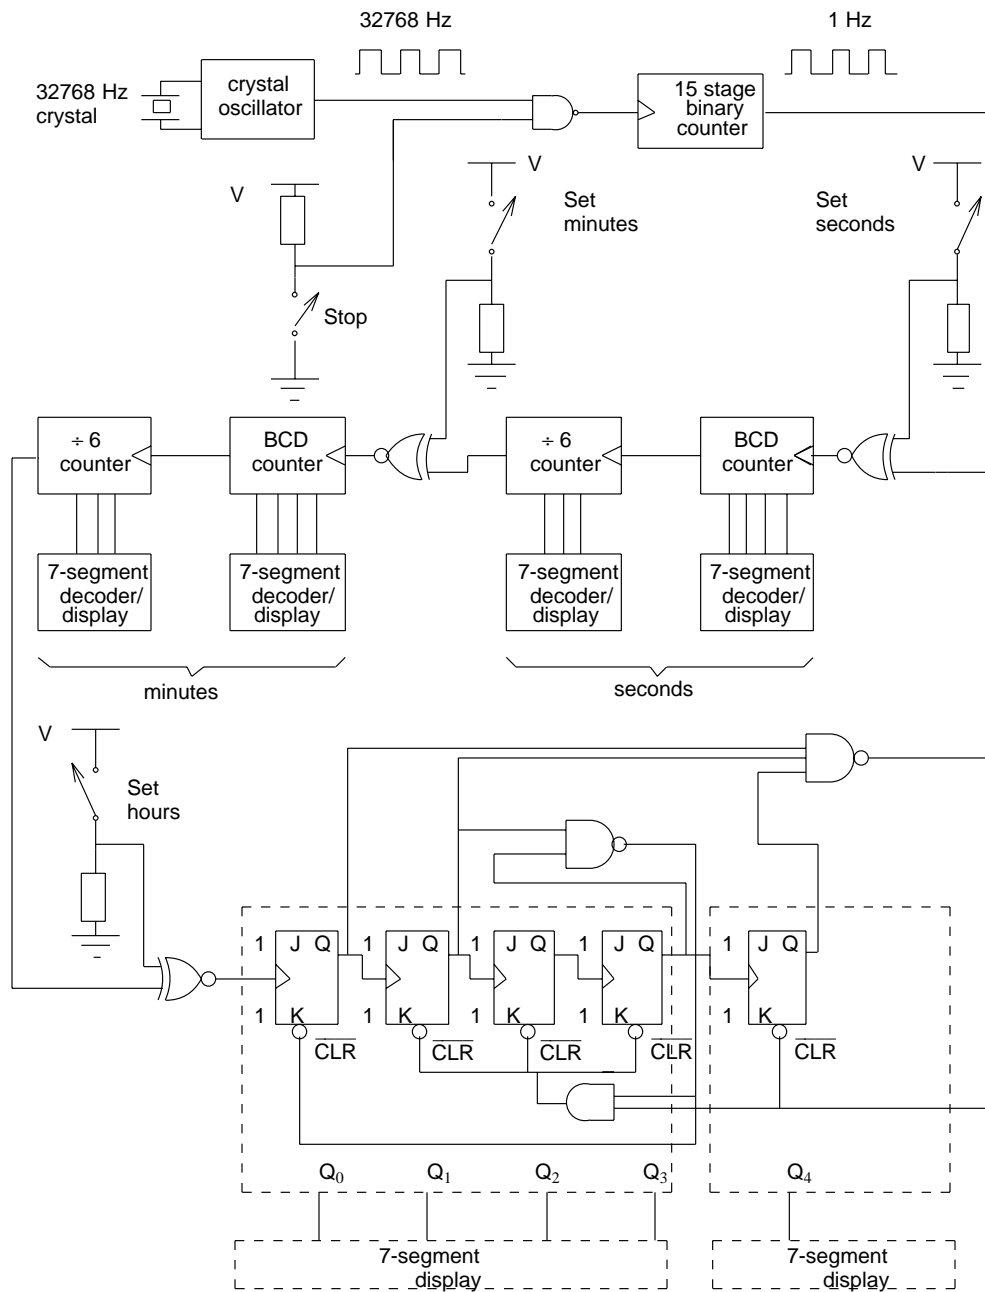 32768 Hz
1 Hz
32768 Hz
crystal
crystal
oscillator
15 stage
binary
counter
V
Stop
V
Set
minutes
V
Set
seconds
÷ 6
counter
BCD
counter
÷ 6
counter
BCD
counter
7-segment
decoder/
display
7-segment
decoder/
display
7-segment
decoder/
display
7-segment
decoder/
display
minutes
seconds
V
Set
hours
1 J Q 1 J Q 1 J Q 1 J Q 1 J Q
1 K 1 K 1 K 1 K 1 K
CLR CLR CLR CLR CLR
Q0 Q1 Q2 Q3 Q4
7-segment
display
7-segment
display